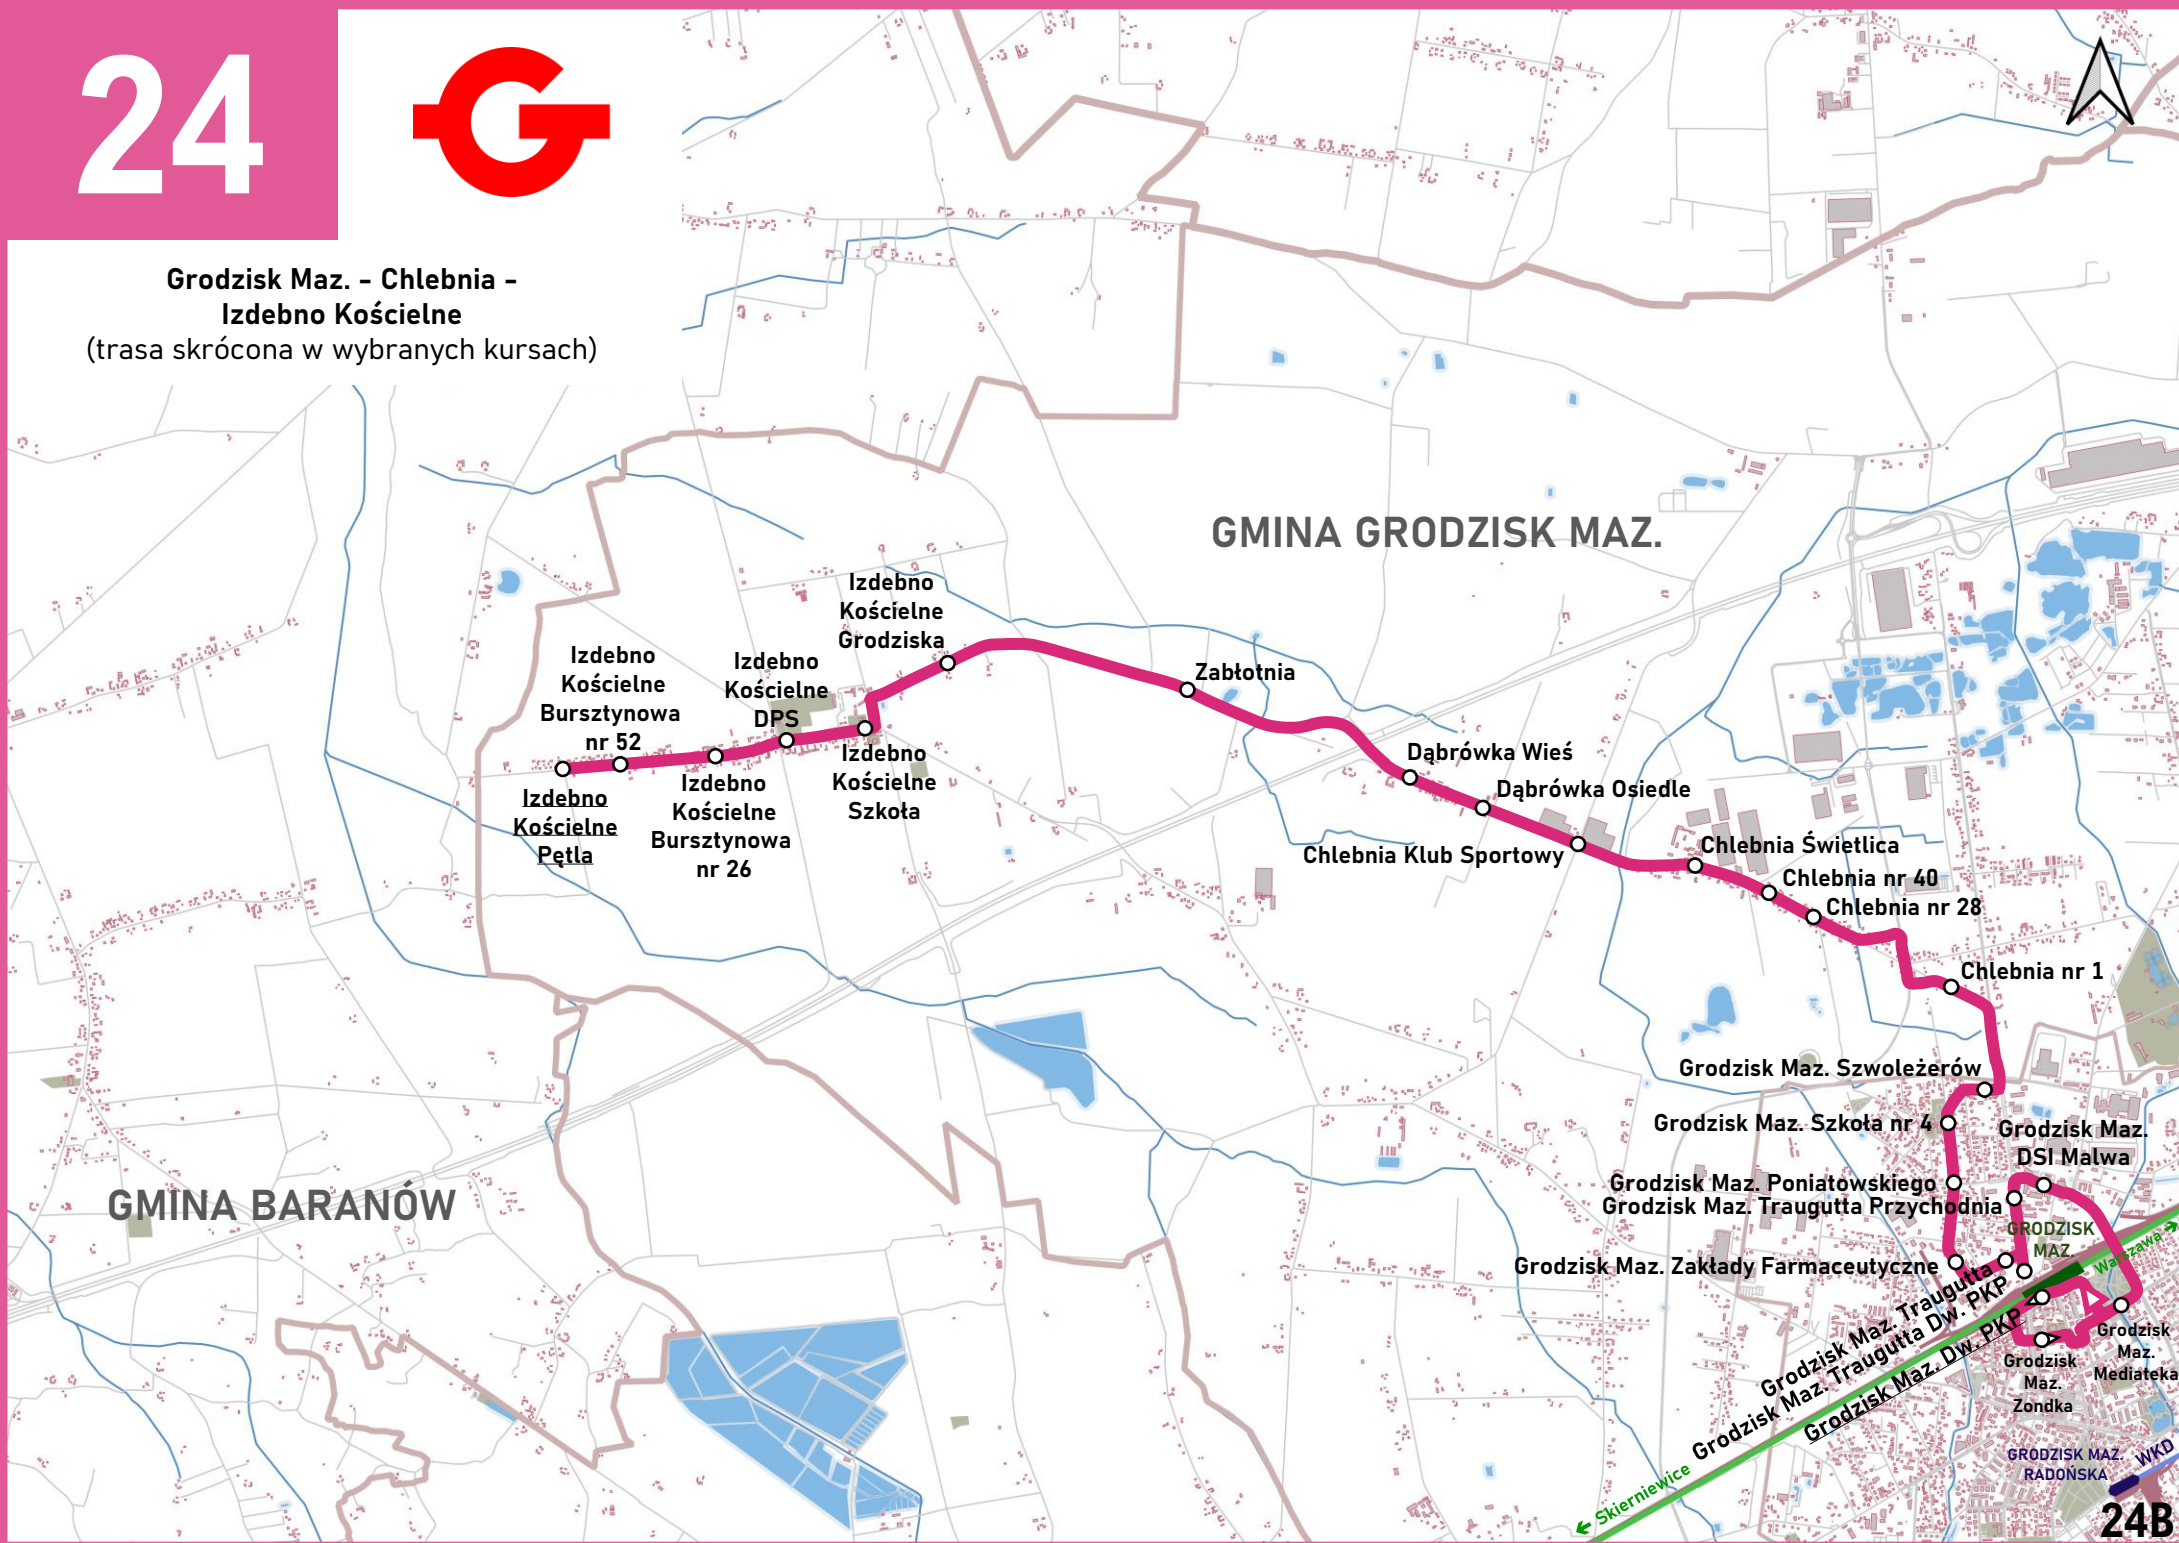 24
G
Grodzisk Maz. - Chlebnia -
Izdebno Kościelne
(trasa skrócona w wybranych kursach)
GMINA GRODZISK MAZ.
Izdebno
Kościelne
Grodziska
Izdebno
Kościelne
Bursztynowa
nr 52
Izdebno
Kościelne
DPS
Zabłotnia
Izdebno
Kościelne
Pętla
Izdebno
Kościelne
Bursztynowa
nr 26
Izdebno
Kościelne
Szkoła
Dąbrówka Wieś
Dąbrówka Osiedle
Chlebnia Klub Sportowy
Chlebnia Świetlica
Chlebnia nr 40
Chlebnia nr 28
Chlebnia nr 1
Grodzisk Maz. Szwoleżerów
Grodzisk Maz. Szkoła nr 4
Grodzisk Maz.
DSI Malwa
Grodzisk Maz. Poniatowskiego
Grodzisk Maz. Traugutta Przychodnia
GMINA BARANÓW
GRODZISK
MAZ.
Warszawa →
Grodzisk Maz. Zakłady Farmaceutyczne
Grodzisk Maz. Traugutta
Grodzisk Maz. Traugutta Dw. PKP
Grodzisk Maz. Dw. PKP
Grodzisk
Maz.
Mediateka
Grodzisk
Maz.
Żondka
GRODZISK MAZ.
RADOŃSKA
WKD
← Skierniewice
24B